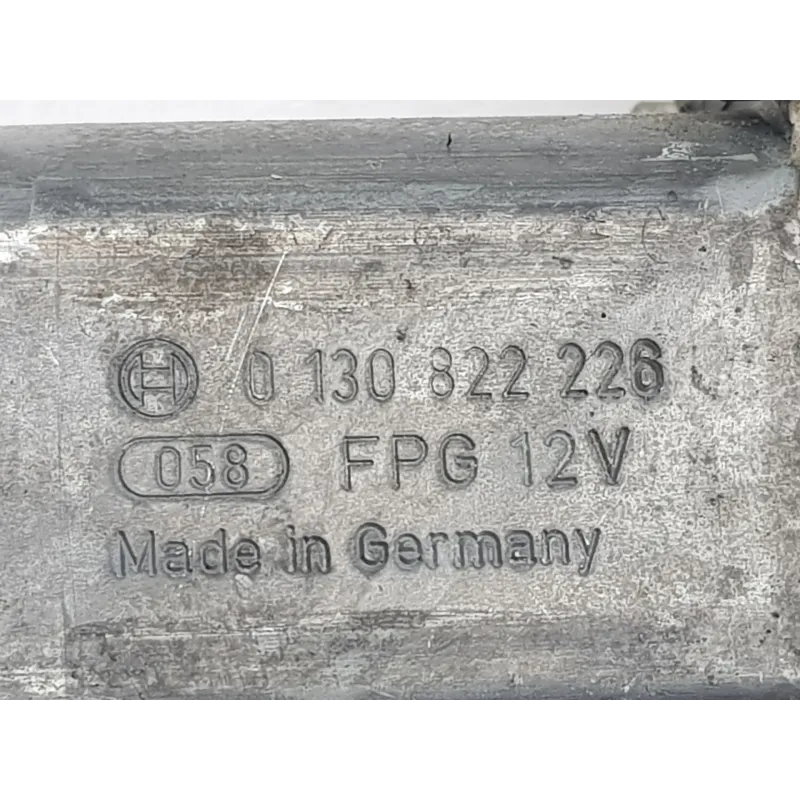 0 130 822 226
058 FPG 12V
Made in Germany